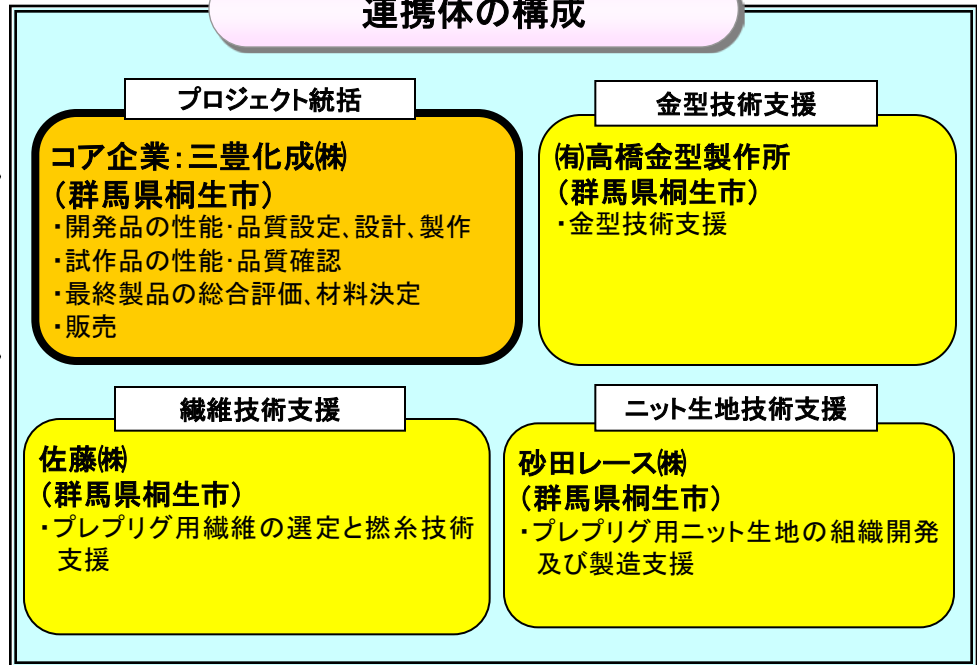 連携体の構成
プロジェクト統括
コア企業:三豊化成㈱
(群馬県桐生市)
・開発品の性能・品質設定、設計、製作
・試作品の性能・品質確認
・最終製品の総合評価、材料決定
・販売
金型技術支援
㈲高橋金型製作所
(群馬県桐生市)
・金型技術支援
繊維技術支援
佐藤㈱
(群馬県桐生市)
・プレプリグ用繊維の選定と撚糸技術
支援
ニット生地技術支援
砂田レース㈱
(群馬県桐生市)
・プレプリグ用ニット生地の組織開発
及び製造支援